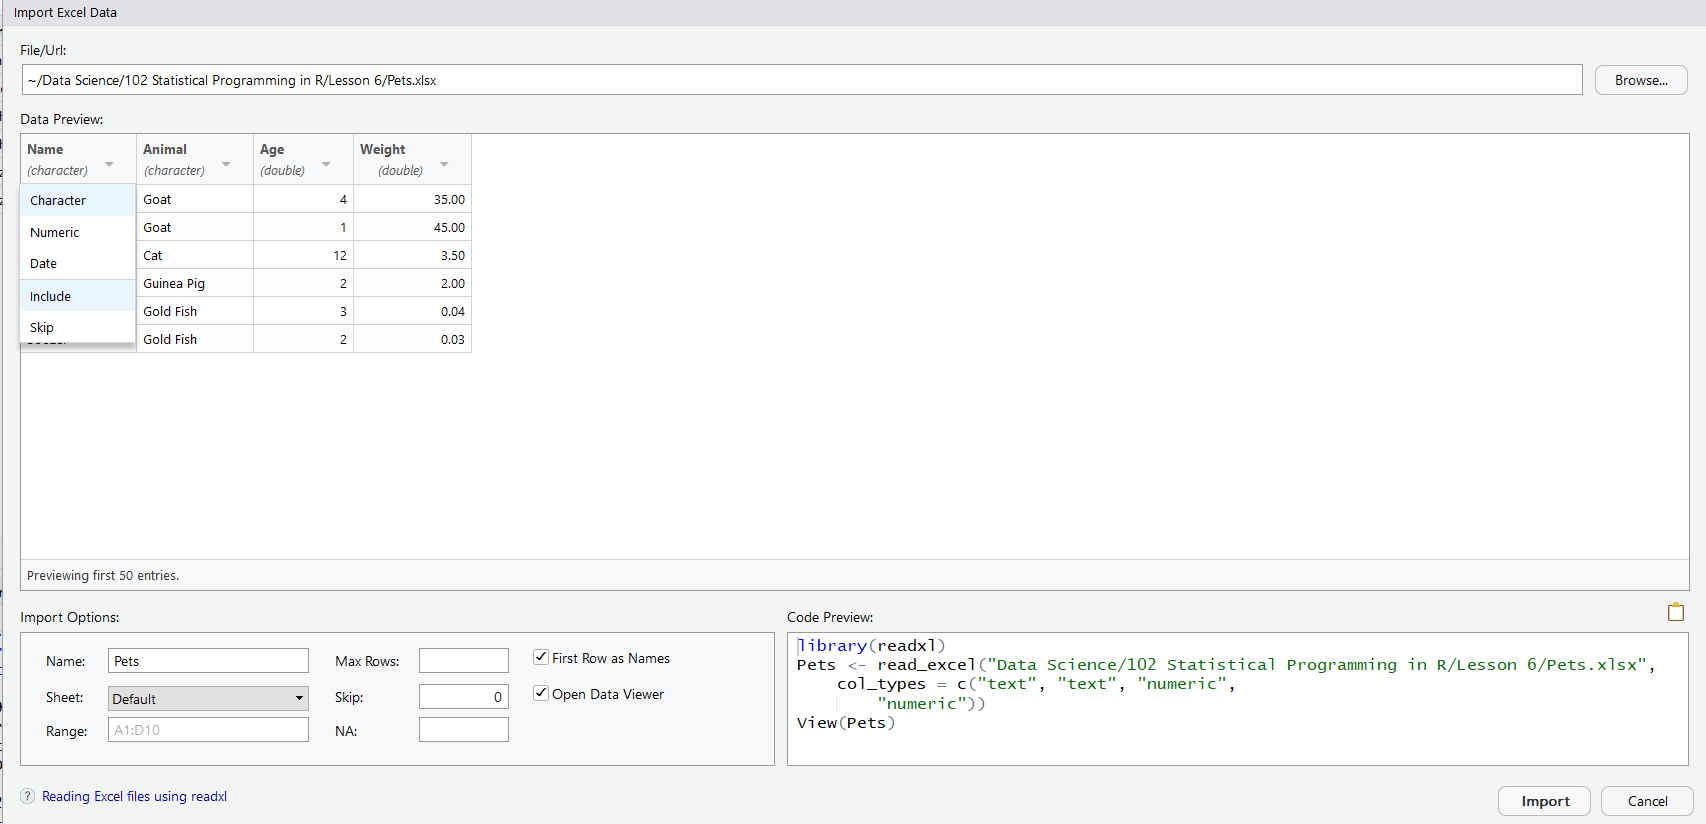 Import Excel Data
File/Url:
~/Data Science/102 Statistical Programming in R/Lesson 6/Pets.xlsx
Browse...
Data Preview:
Name Animal Age Weight
(character) (character) (double) (double)
Character Goat 4 35.00
Numeric Goat 1 45.00
Date Cat 12 3.50
Include Guinea Pig 2 2.00
Gold Fish 3 0.04
Skip
Gold Fish 2 0.03
Previewing first 50 entries.
Import Options:
Name: Pets Max Rows: First Row as Names
Sheet: Default Skip: 0 Open Data Viewer
Range: A1:D10 NA:
Code Preview:
library(readxl)
Pets <- read_excel("Data Science/102 Statistical Programming in R/Lesson 6/Pets.xlsx",
col_types = c("text", "text", "numeric",
"numeric"))
View(Pets)
? Reading Excel files using readxl
Import Cancel